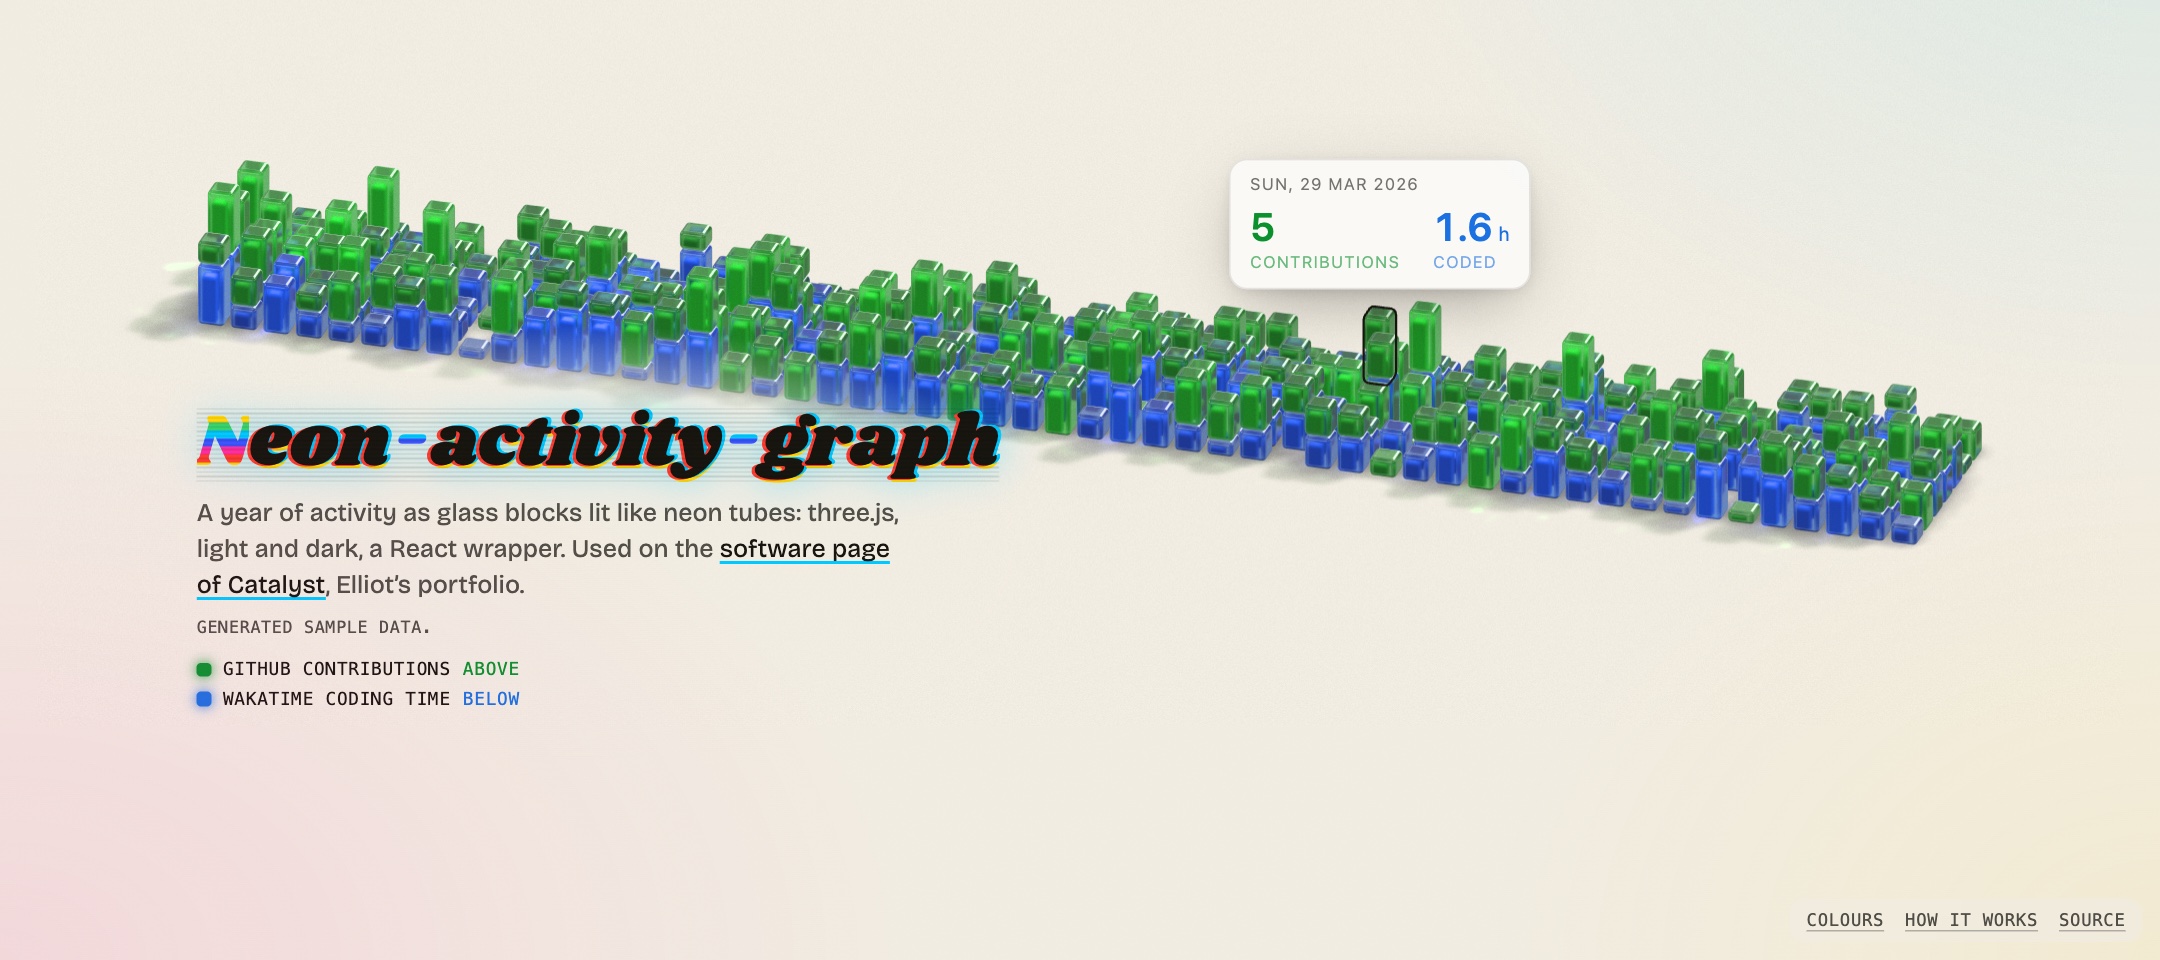 SUN, 29 MAR 2026
5 1.6 h
CONTRIBUTIONS CODED
Neon-activity-graph
A year of activity as glass blocks lit like neon tubes: three.js,
light and dark, a React wrapper. Used on the software page
of Catalyst, Elliot’s portfolio.
GENERATED SAMPLE DATA.
GITHUB CONTRIBUTIONS ABOVE
WAKATIME CODING TIME BELOW
COLOURS HOW IT WORKS SOURCE